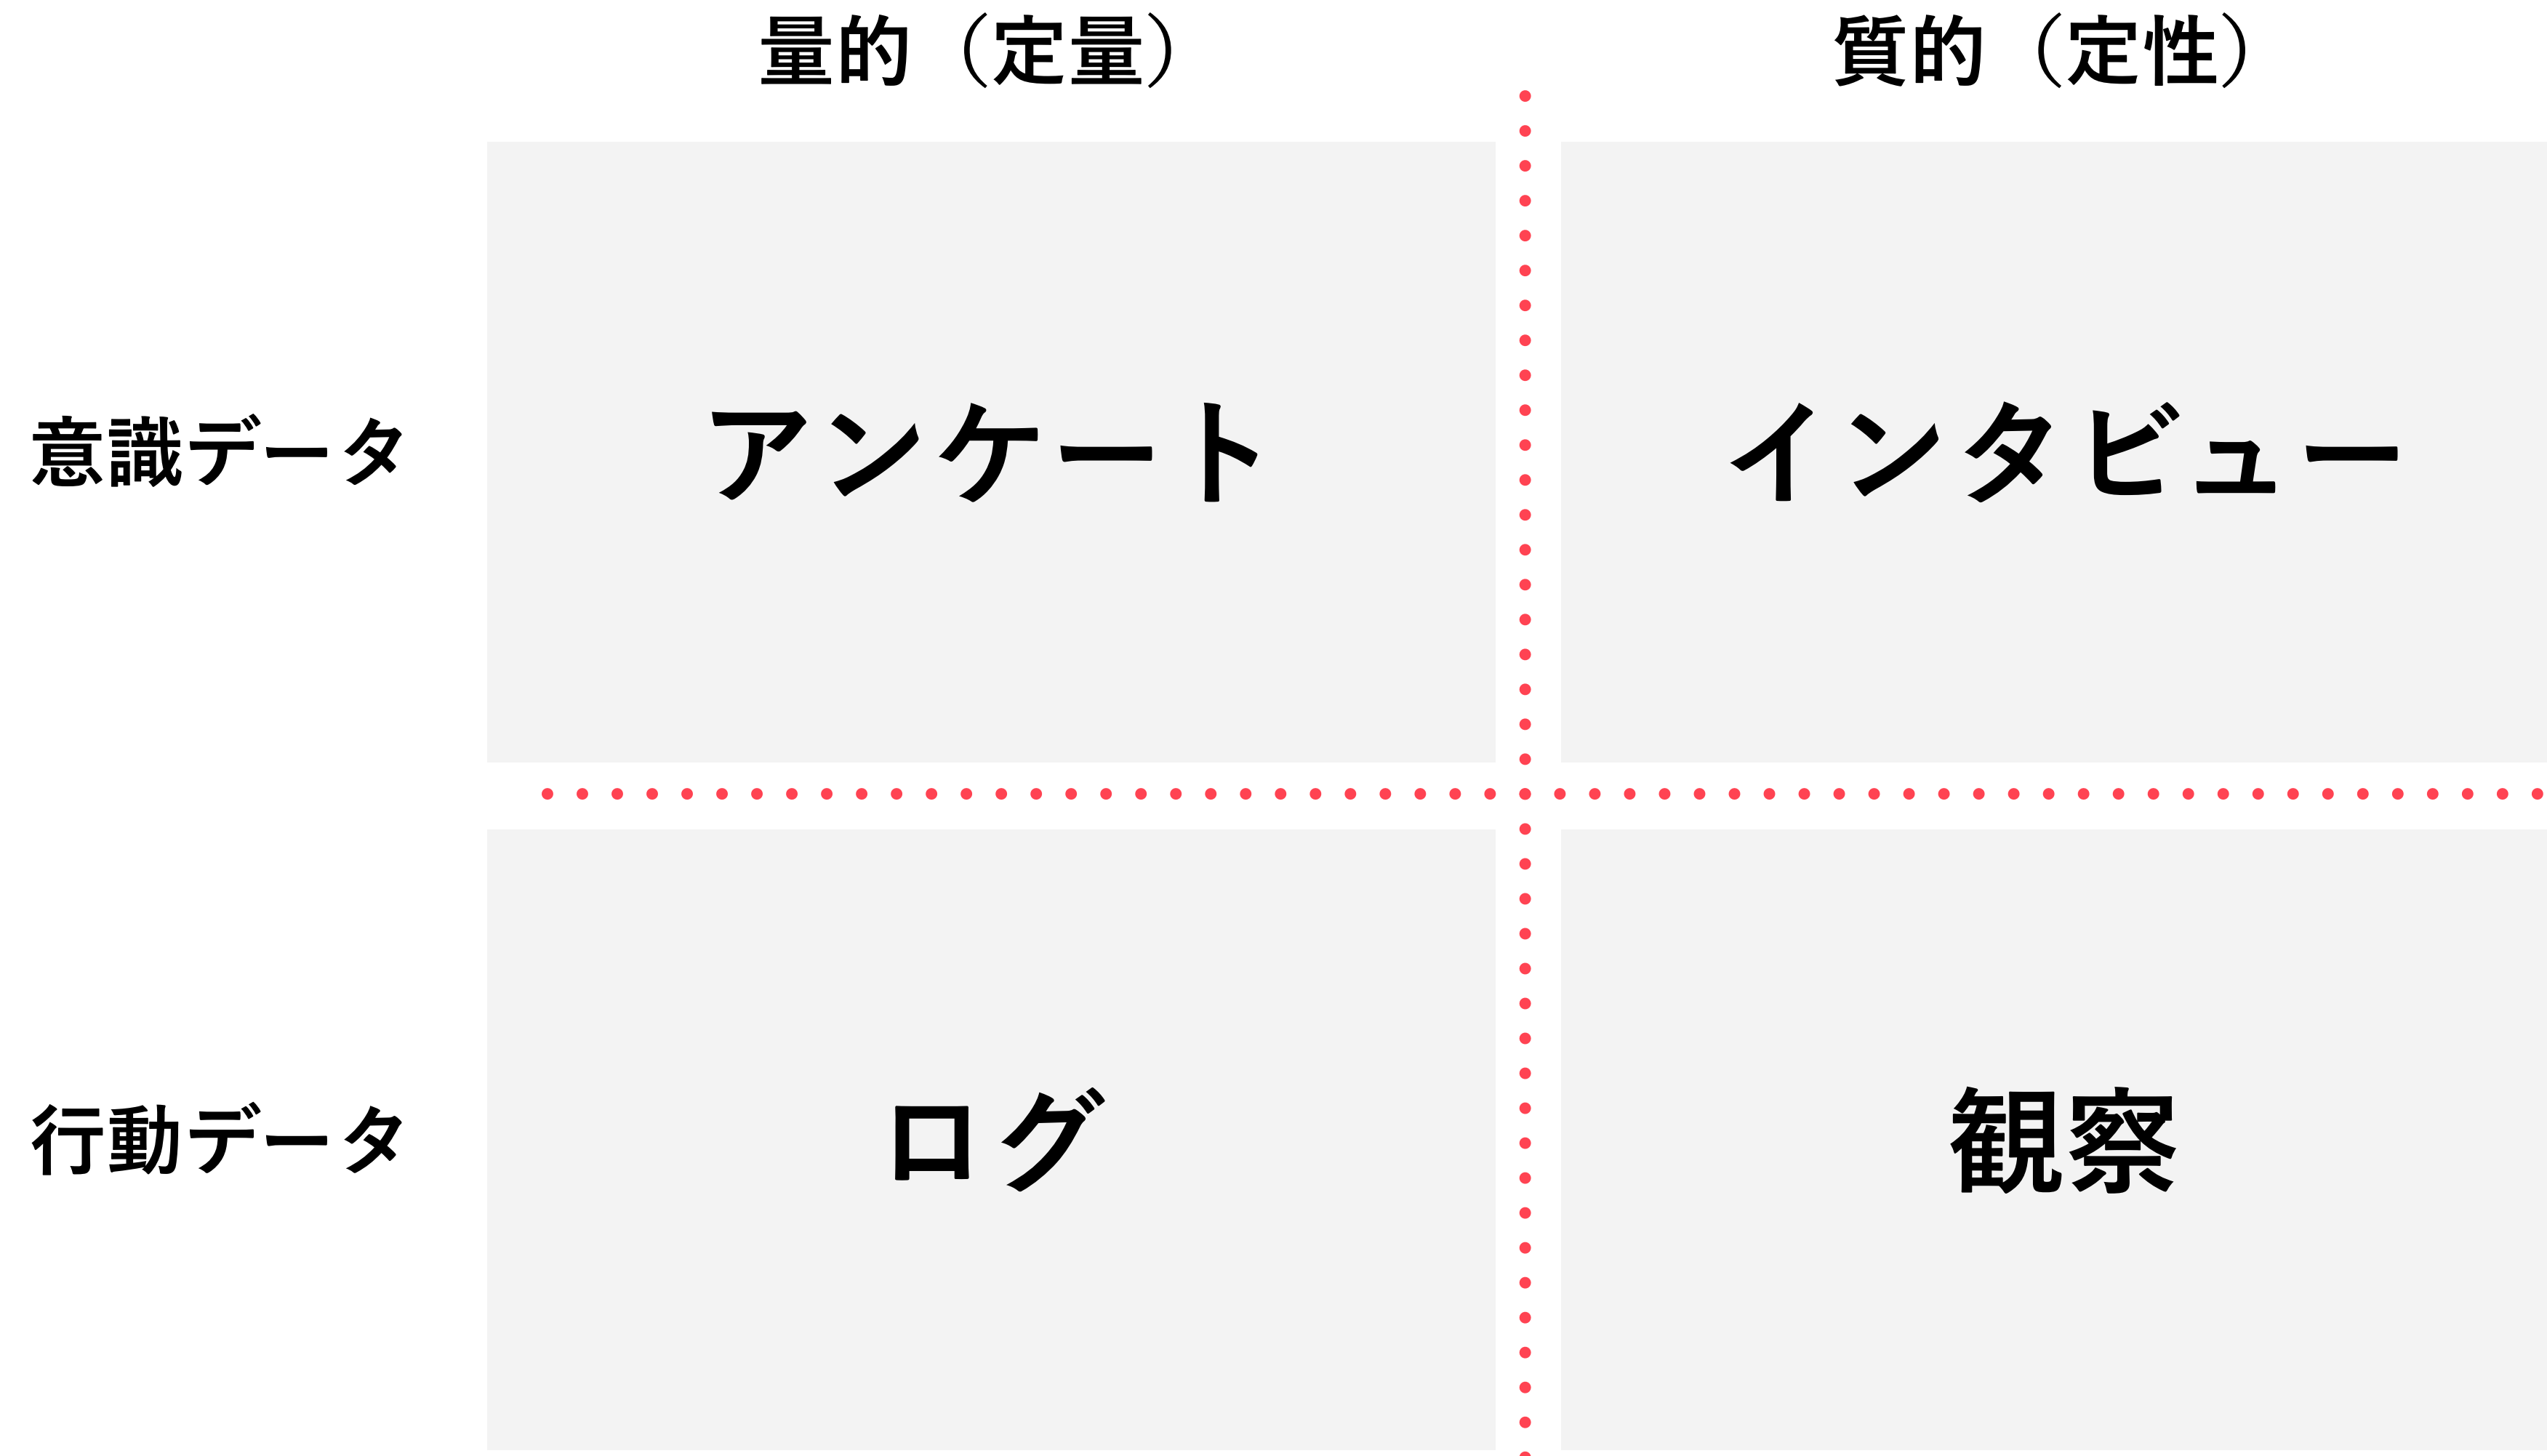 量的（定量） 質的（定性）
意識データ アンケート インタビュー
行動データ ログ 観察